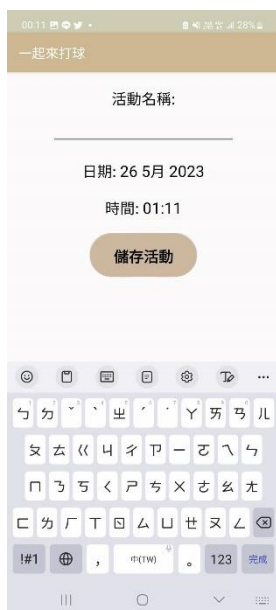 00:11 28%
一起來打球
活動名稱:
日期: 26 5月 2023
時間: 01:11
儲存活動
ㄅ ㄉ ˇ ˋ ㄓ ˊ ˙ ㄚ ㄞ ㄢ ㄦ
ㄆ ㄊ ㄍ ㄐ ㄔ ㄗ ㄧ ㄛ ㄟ ㄣ
ㄇ ㄋ ㄎ ㄑ ㄕ ㄘ ㄨ ㄜ ㄠ ㄤ
ㄈ ㄌ ㄏ ㄒ ㄖ ㄙ ㄩ ㄝ ㄡ ㄥ
!#1 , 中(TW) 。 123 完成